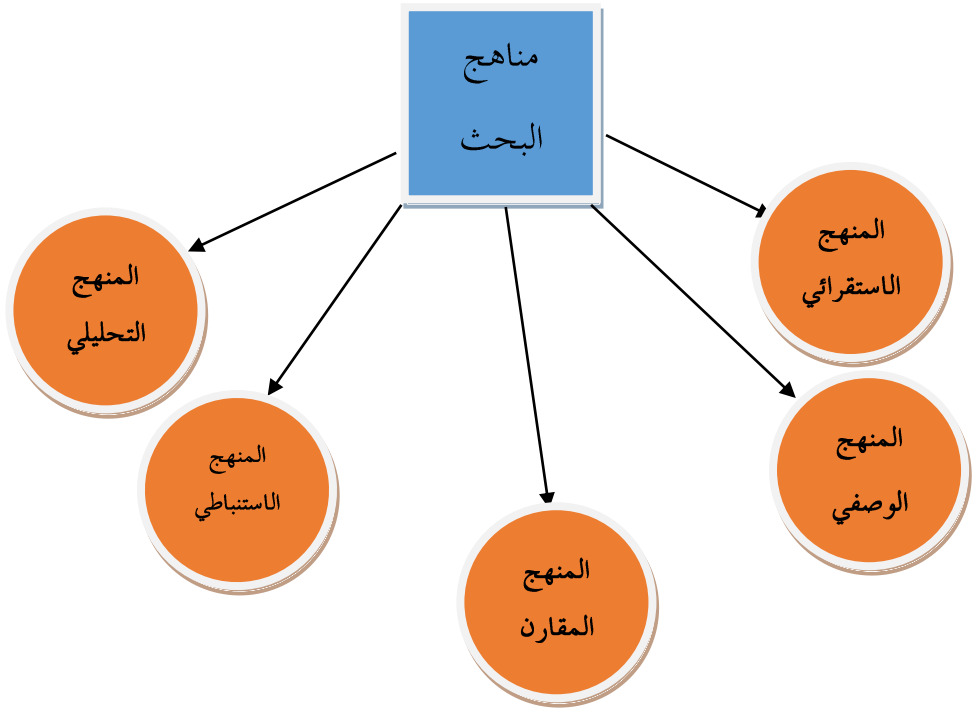 مناهج
البحث
المنهج
الاستقرائي
المنهج
الوصفي
المنهج
المقارن
المنهج
الاستنباطي
المنهج
التحليلي